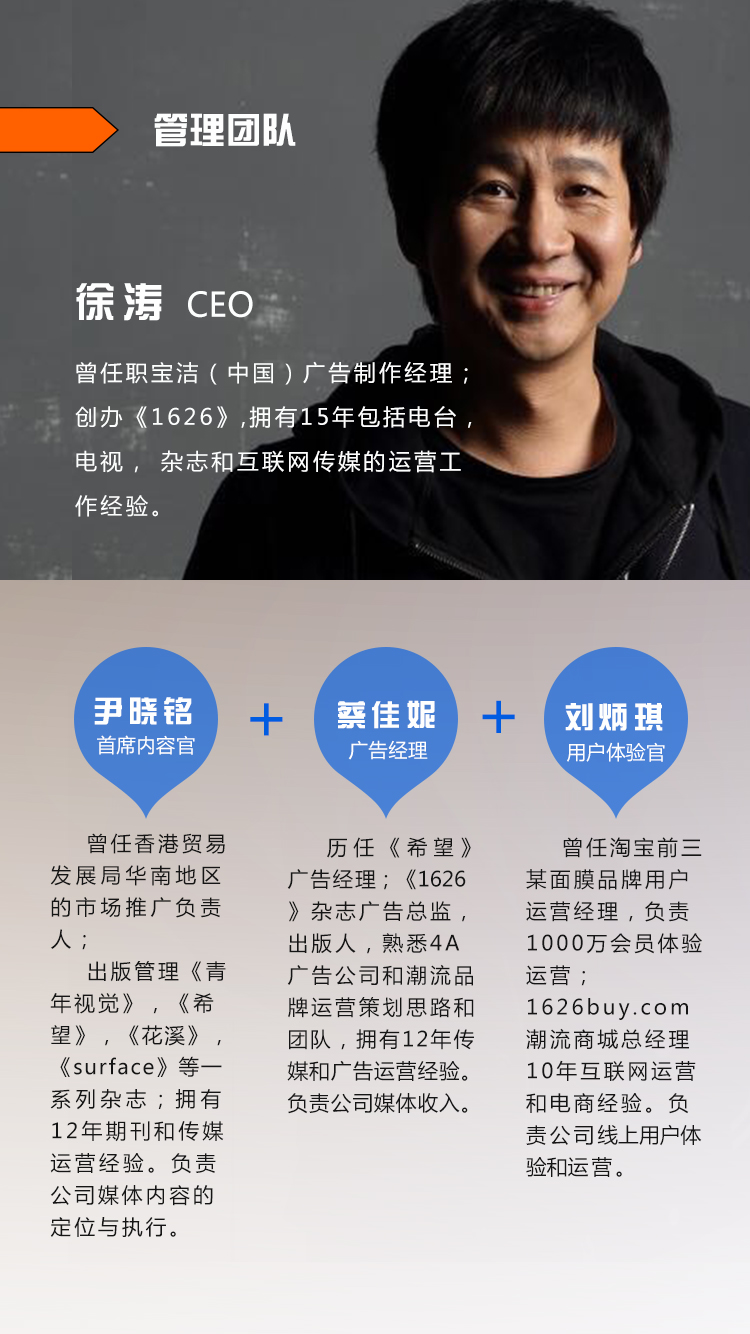 管理团队
徐涛 CEO
曾任职宝洁（中国）广告制作经理；
创办《1626》,拥有15年包括电台，
电视， 杂志和互联网传媒的运营工
作经验。
尹晓铭
首席内容官
+
蔡佳妮
广告经理
+
刘炳琪
用户体验官
曾任香港贸易
发展局华南地区
的市场推广负责
人；
出版管理《青
年视觉》，《希
望》，《花溪》，
《surface》等一
系列杂志；拥有
12年期刊和传媒
运营经验。负责
公司媒体内容的
定位与执行。
历任《希望》
广告经理；《1626
》杂志广告总监，
出版人，熟悉4A
广告公司和潮流品
牌运营策划思路和
团队，拥有12年传
媒和广告运营经验。
负责公司媒体收入。
曾任淘宝前三
某面膜品牌用户
运营经理，负责
1000万会员体验
运营；
1626buy.com
潮流商城总经理
10年互联网运营
和电商经验。负
责公司线上用户体
验和运营。